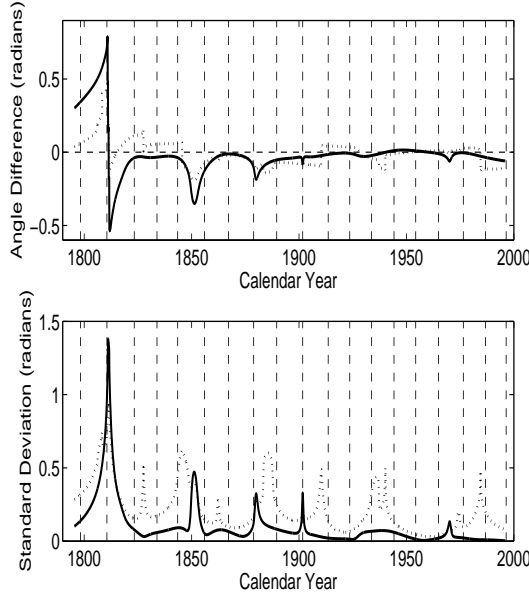 Angle Difference (radians)
0.5
0
−0.5
1800 1850 1900 1950 2000
Calendar Year
Standard Deviation (radians)
1.5
1
0.5
0
1800 1850 1900 1950 2000
Calendar Year